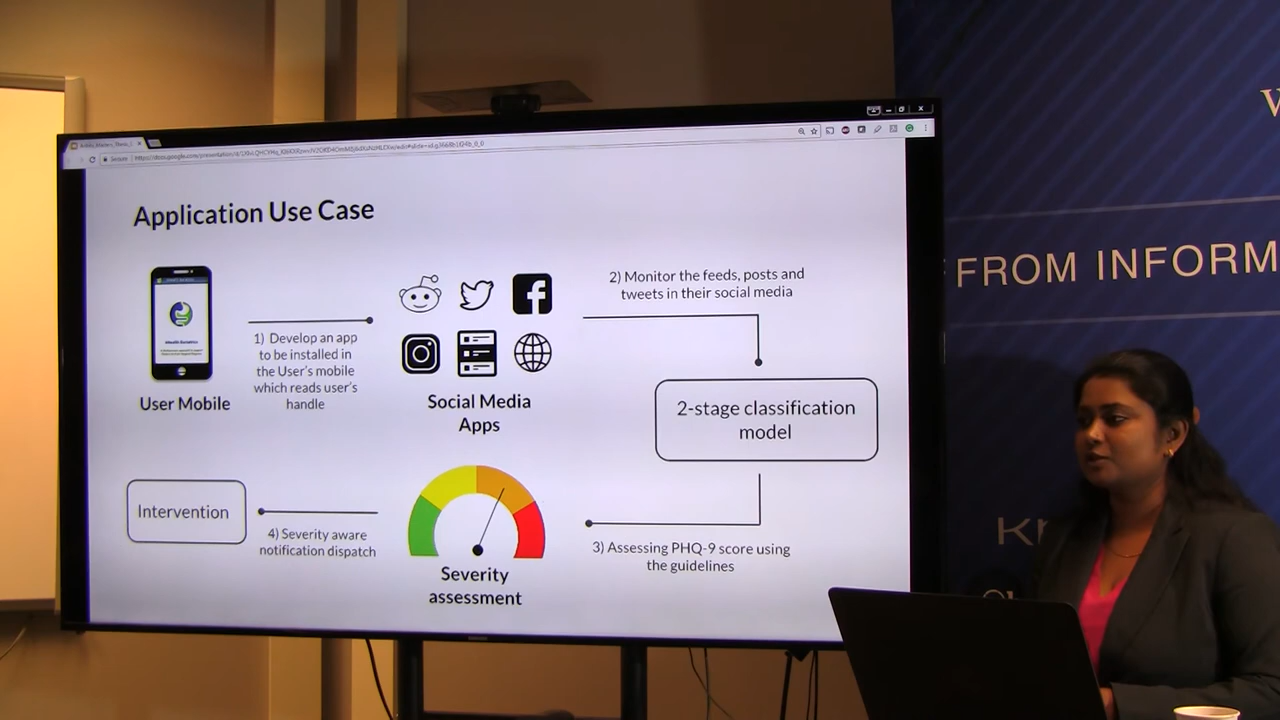 Secure
Application Use Case
1) Develop an app
to be installed in
the User's mobile
which reads user's
handle
User Mobile
Social Media
Apps
2) Monitor the feeds, posts and
tweets in their social media
2-stage classification
model
3) Assessing PHQ-9 score using
the guidelines
Severity
assessment
4) Severity aware
notification dispatch
Intervention
FROM INFORM